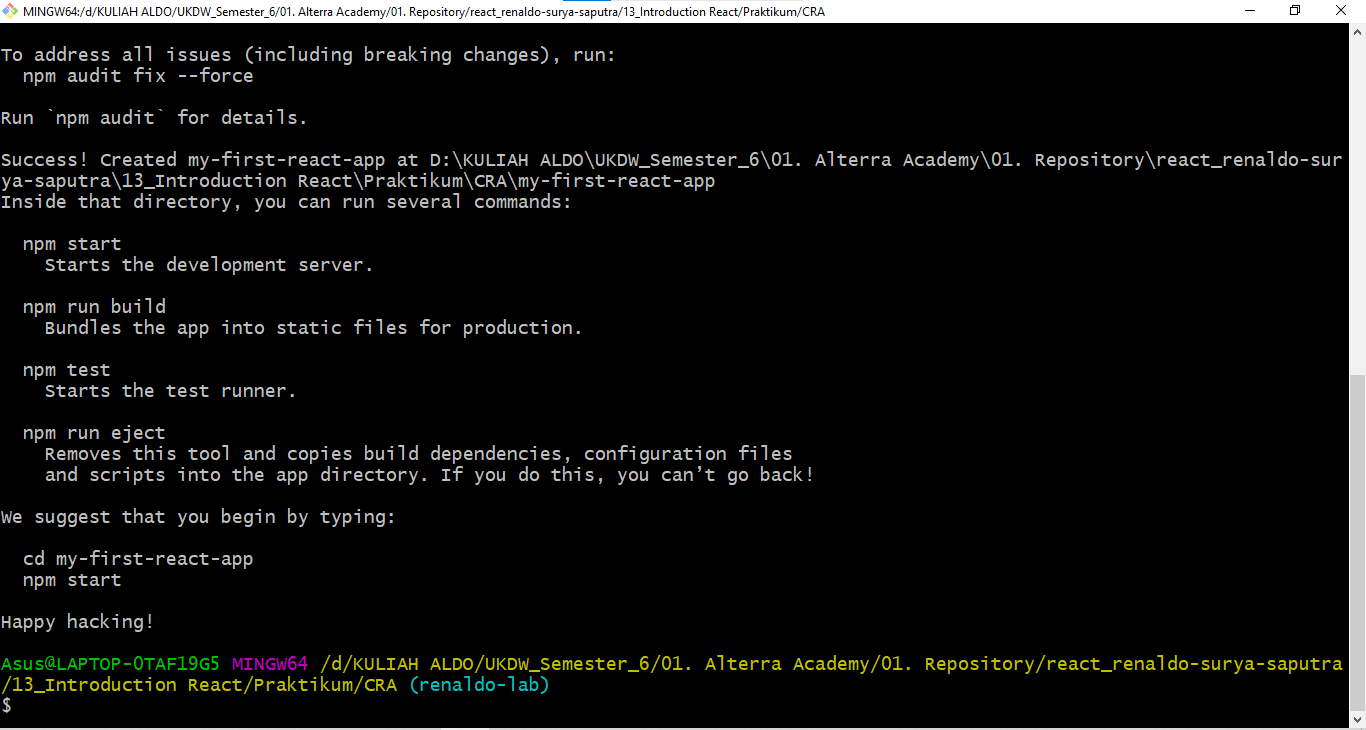 MINGW64:/d/KULIAH ALDO/UKDW_Semester_6/01. Alterra Academy/01. Repository/react_renaldo-surya-saputra/13_Introduction React/Praktikum/CRA
To address all issues (including breaking changes), run:
  npm audit fix --force
Run `npm audit` for details.
Success! Created my-first-react-app at D:\KULIAH ALDO\UKDW_Semester_6\01. Alterra Academy\01. Repository\react_renaldo-sur
ya-saputra\13_Introduction React\Praktikum\CRA\my-first-react-app
Inside that directory, you can run several commands:
  npm start
    Starts the development server.
  npm run build
    Bundles the app into static files for production.
  npm test
    Starts the test runner.
  npm run eject
    Removes this tool and copies build dependencies, configuration files
    and scripts into the app directory. If you do this, you can’t go back!
We suggest that you begin by typing:
  cd my-first-react-app
  npm start
Happy hacking!
Asus@LAPTOP-OTAF19G5 MINGW64 /d/KULIAH ALDO/UKDW_Semester_6/01. Alterra Academy/01. Repository/react_renaldo-surya-saputra
/13_Introduction React/Praktikum/CRA (renaldo-lab)
$